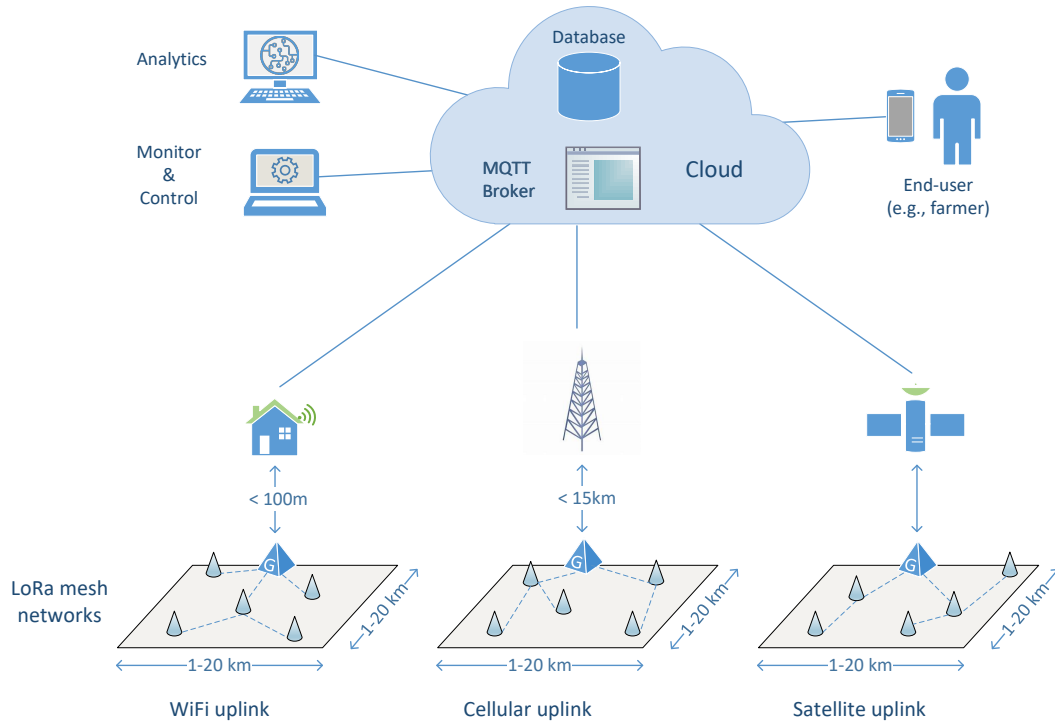 Database
Analytics
Monitor
&
Control
MQTT
Broker
Cloud
End-user
(e.g., farmer)
< 100m
< 15km
G
G
G
LoRa mesh
networks
1-20 km
1-20 km
1-20 km
1-20 km
1-20 km
1-20 km
WiFi uplink
Cellular uplink
Satellite uplink